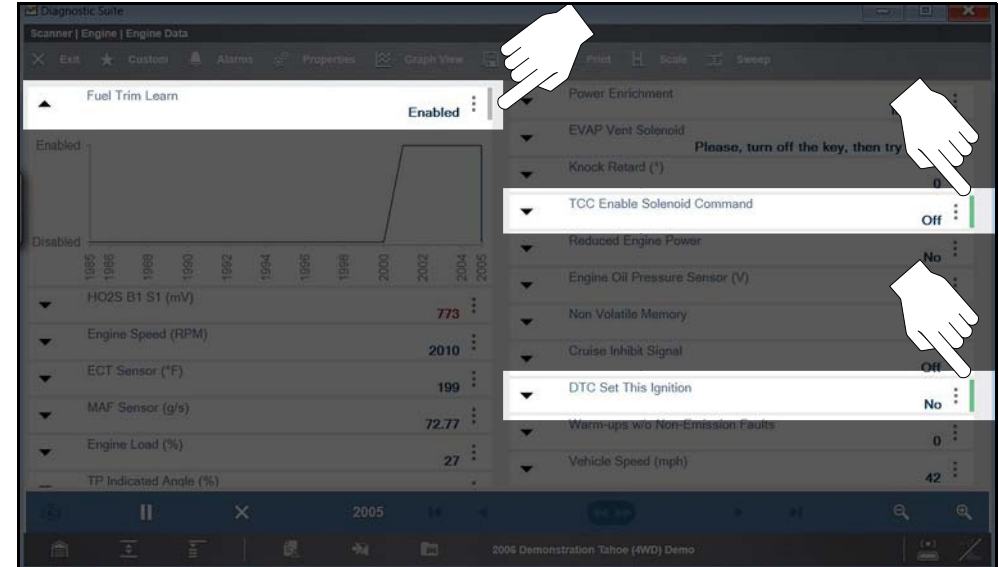 Diagnostic Suite
Scanner | Engine | Engine Data
Exit Custom Alarms Properties Graph View Print Scale Sweep
Fuel Trim Learn
Enabled
Enabled
Disabled
1985 1986 1988 1990 1992 1994 1996 1998 2000 2002 2004 2005
HO2S B1 S1 (mV)
773
Engine Speed (RPM)
2010
ECT Sensor (°F)
199
MAF Sensor (g/s)
72.77
Engine Load (%)
27
TP Indicated Angle (%)
Power Enrichment
EVAP Vent Solenoid
Please, turn off the key, then try
Knock Retard (°)
0
TCC Enable Solenoid Command
Off
Reduced Engine Power
No
Engine Oil Pressure Sensor (V)
Non Volatile Memory
Cruise Inhibit Signal
Off
DTC Set This Ignition
No
Warm-ups w/o Non-Emission Faults
0
Vehicle Speed (mph)
42
2005
2006 Demonstration Tahoe (4WD) Demo